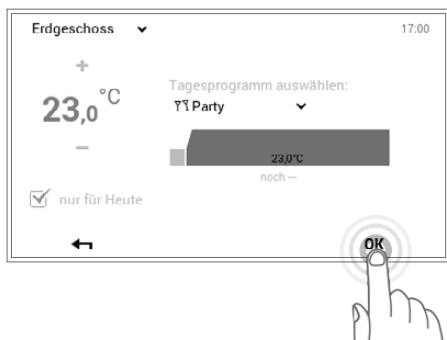 Erdgeschoss
17:00
+
23,0 °C
−
Tagesprogramm auswählen:
Party
23,0°C
noch --
nur für Heute
OK